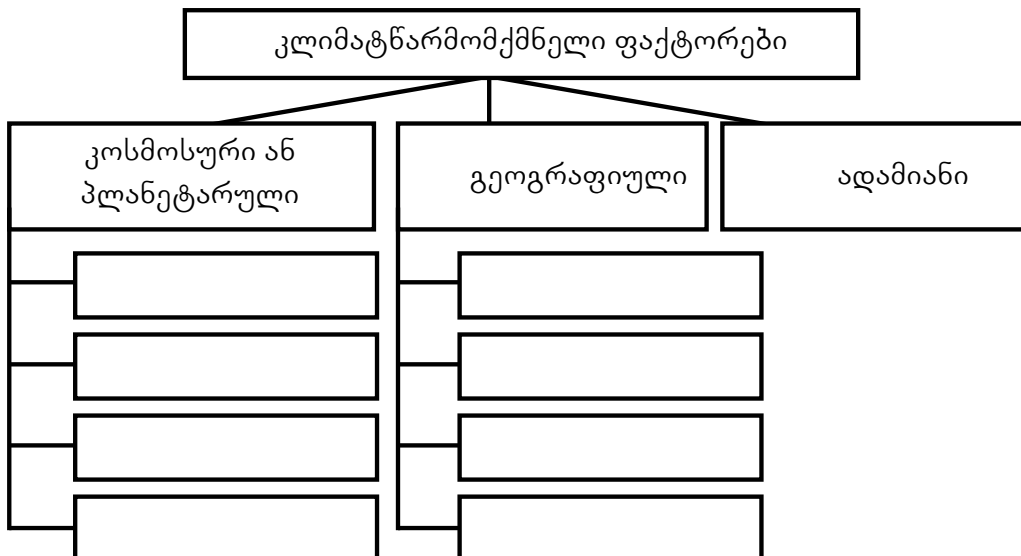 კლიმატწარმომქმნელი ფაქტორები
კოსმოსური ან
პლანეტარული
გეოგრაფიული
ადამიანი